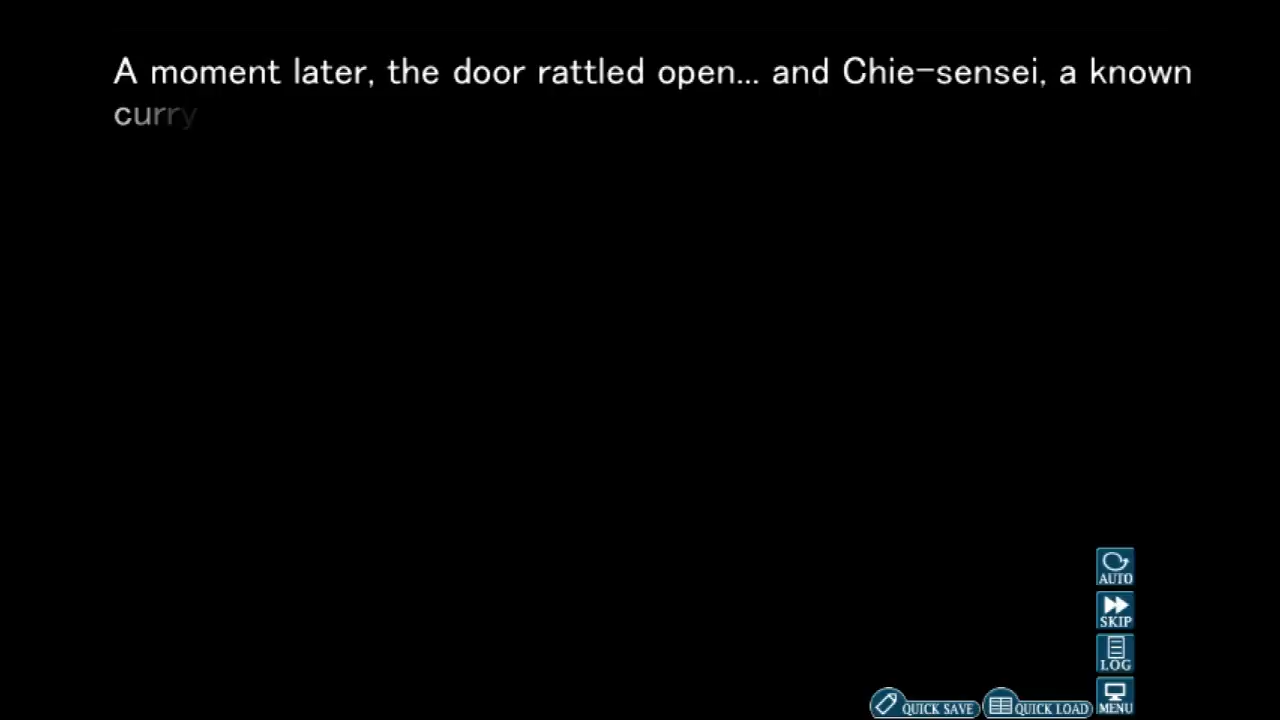 A moment later, the door rattled open... and Chie-sensei, a known
curry
AUTO
SKIP
LOG
QUICK SAVE
QUICK LOAD
MENU